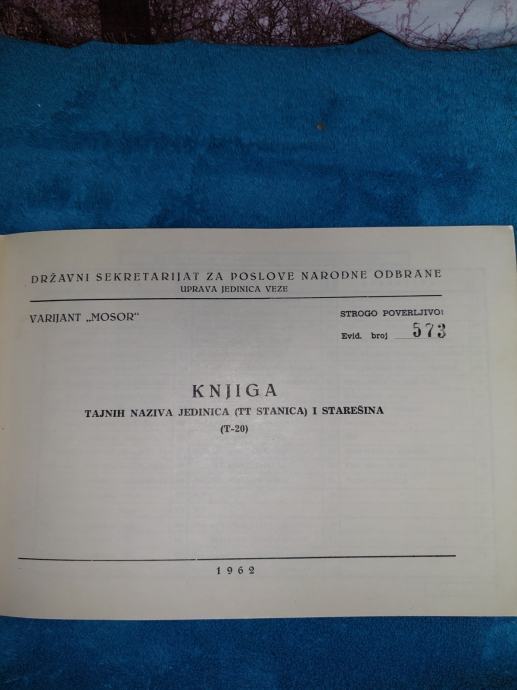 DRŽAVNI SEKRETARIJAT ZA POSLOVE NARODNE ODBRANE
UPRAVA JEDINICA VEZE
VARIJANT „MOSOR"
STROGO POVERLJIVO:
Evid. broj 573
KNJIGA
TAJNIH NAZIVA JEDINICA (TT STANICA) I STAREŠINA
(T-20)
1962